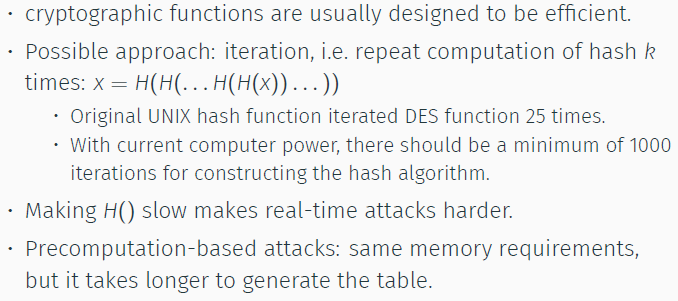 • cryptographic functions are usually designed to be efficient.
• Possible approach: iteration, i.e. repeat computation of hash k
times: x = H(H(...H(H(x))...))
• Original UNIX hash function iterated DES function 25 times.
• With current computer power, there should be a minimum of 1000
iterations for constructing the hash algorithm.
• Making H() slow makes real-time attacks harder.
• Precomputation-based attacks: same memory requirements,
but it takes longer to generate the table.